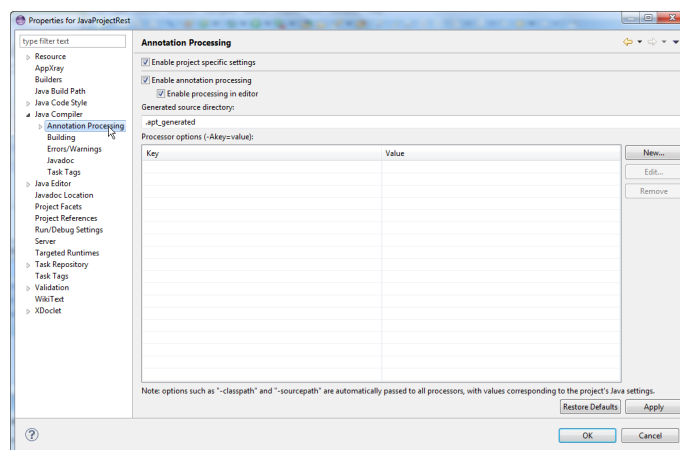 Properties for JavaProjectRest
type filter text
Resource
AppXray
Builders
Java Build Path
Java Code Style
Java Compiler
Annotation Processing
Building
Errors/Warnings
Javadoc
Task Tags
Java Editor
Javadoc Location
Project Facets
Project References
Run/Debug Settings
Server
Targeted Runtimes
Task Repository
Task Tags
Validation
WikiText
XDoclet
Annotation Processing
Enable project specific settings
Enable annotation processing
Enable processing in editor
Generated source directory:
.apt_generated
Processor options (-Akey=value):
Key Value
New...
Edit...
Remove
Note: options such as "-classpath" and "-sourcepath" are automatically passed to all processors, with values corresponding to the project's Java settings.
Restore Defaults Apply
OK Cancel